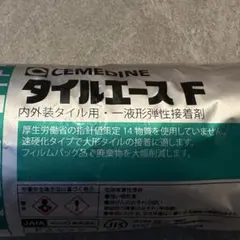 CEMEDINE
タイルエースF
内外装タイル用・一液形弾性接着剤
厚生労働省の指針値策定14物質を使用していません。
速硬化タイプで大形タイルの接着に適します。
フィルムパック品で廃棄物を大幅削減します。
JAIA